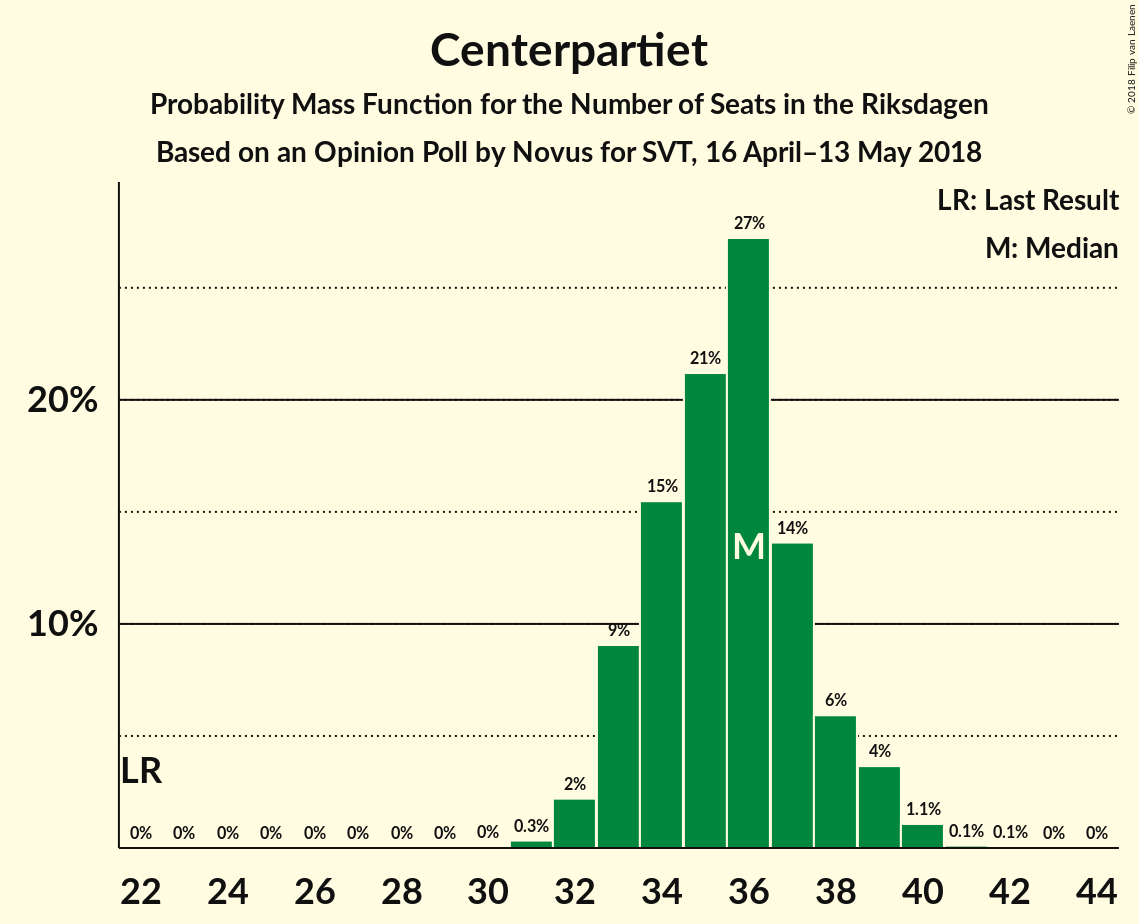 Centerpartiet
Probability Mass Function for the Number of Seats in the Riksdagen
Based on an Opinion Poll by Novus for SVT, 16 April–13 May 2018
© 2018 Filip van Laenen
LR: Last Result
M: Median
20%
10%
LR
M
0% 0% 0% 0% 0% 0% 0% 0% 0% 0.3% 2% 9% 15% 21% 27% 14% 6% 4% 1.1% 0.1% 0.1% 0% 0%
22 24 26 28 30 32 34 36 38 40 42 44